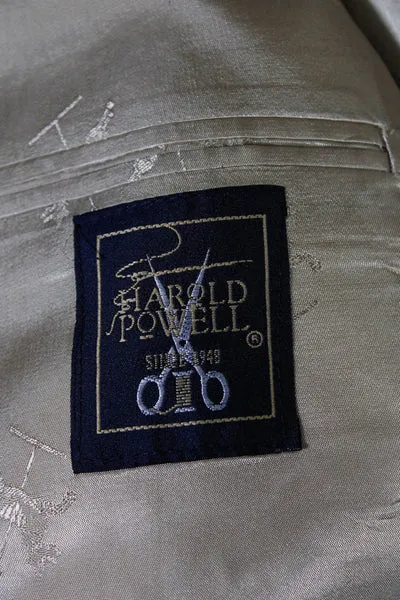 HAROLD
POWELL
®
SINCE 1948